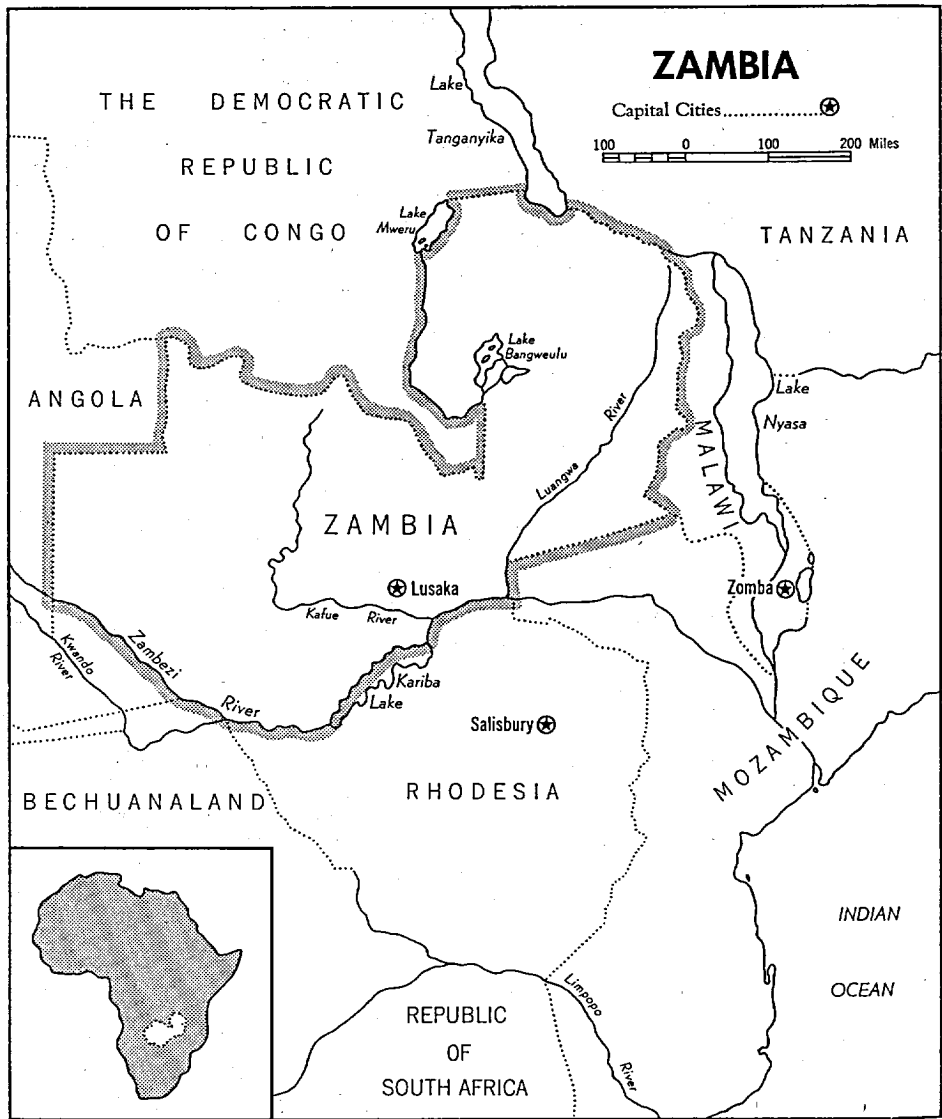 ZAMBIA
Capital Cities
100 0 100 200 Miles
THE DEMOCRATIC
REPUBLIC
OF CONGO
Lake
Tanganyika
Lake
Mweru
TANZANIA
Lake
Bangweulu
ANGOLA
Lake
Nyasa
MALAWI
Luangwa River
ZAMBIA
Lusaka
Zomba
Kafue River
Zambezi River
Kwando
River
Kariba
Lake
Salisbury
MOZAMBIQUE
RHODESIA
BECHUANALAND
INDIAN
OCEAN
Limpopo River
REPUBLIC
OF
SOUTH AFRICA